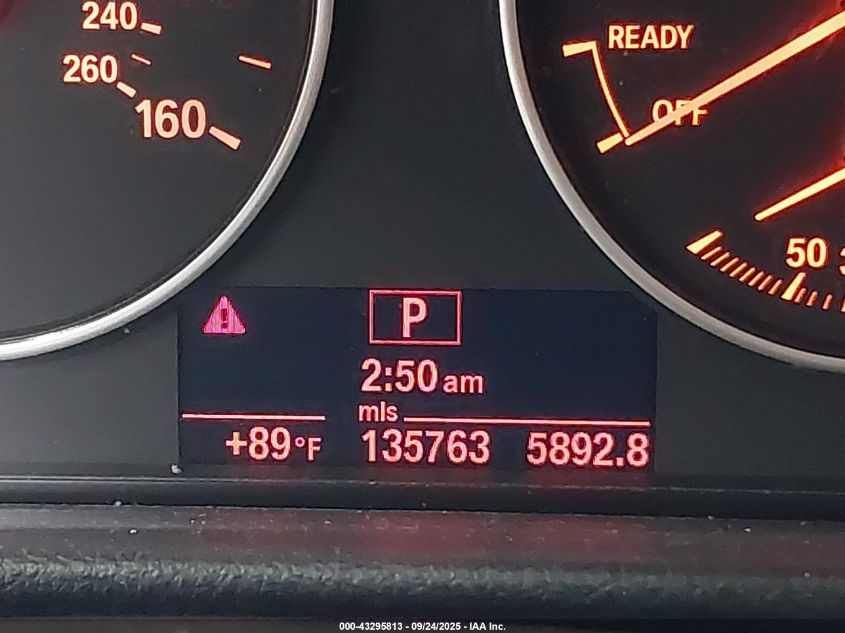 240
260
160
READY
OFF
50
P
2:50 am
mls
+89°F 135763 5892.8
000-43295813 - 09/24/2025 - IAA Inc.